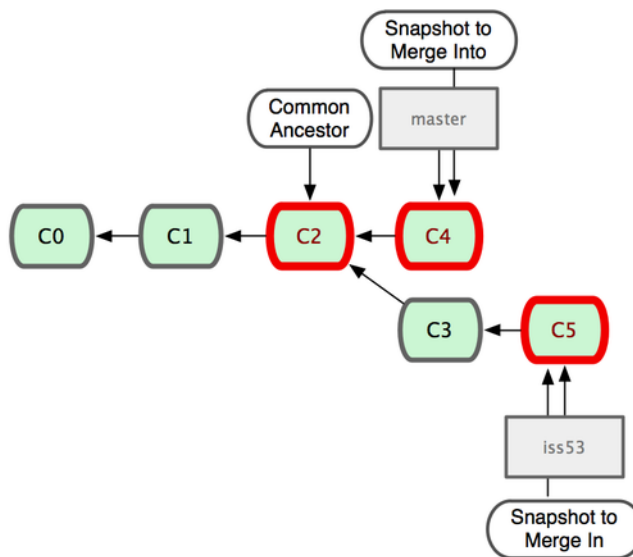 Snapshot to
Merge Into
Common
Ancestor
master
C0
C1
C2
C4
C3
C5
iss53
Snapshot to
Merge In